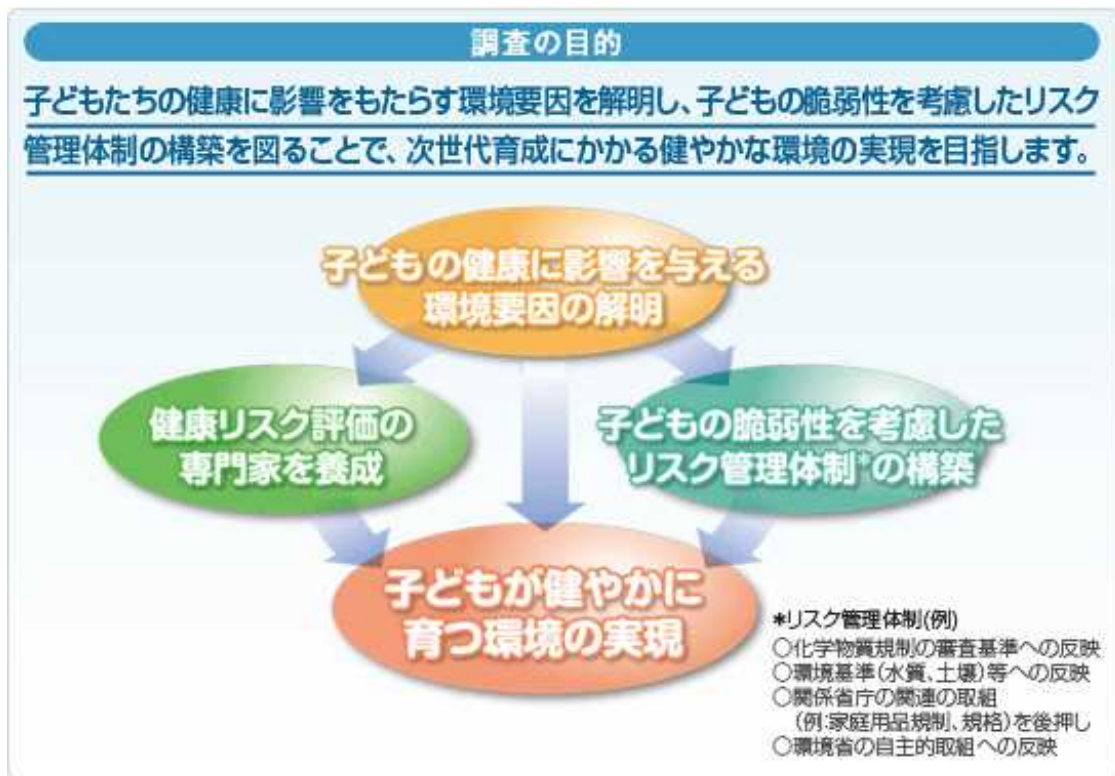 調査の目的
子どもたちの健康に影響をもたらす環境要因を解明し、子どもの脆弱性を考慮したリスク
管理体制の構築を図ることで、次世代育成にかかる健やかな環境の実現を目指します。
子どもの健康に影響を与える
環境要因の解明
健康リスク評価の
専門家を養成
子どもの脆弱性を考慮した
リスク管理体制*の構築
子どもが健やかに
育つ環境の実現
*リスク管理体制(例)
○化学物質規制の審査基準への反映
○環境基準(水質、土壌)等への反映
○関係省庁の関連の取組
(例:家庭用品規制、規格)を後押し
○環境省の自主的取組への反映